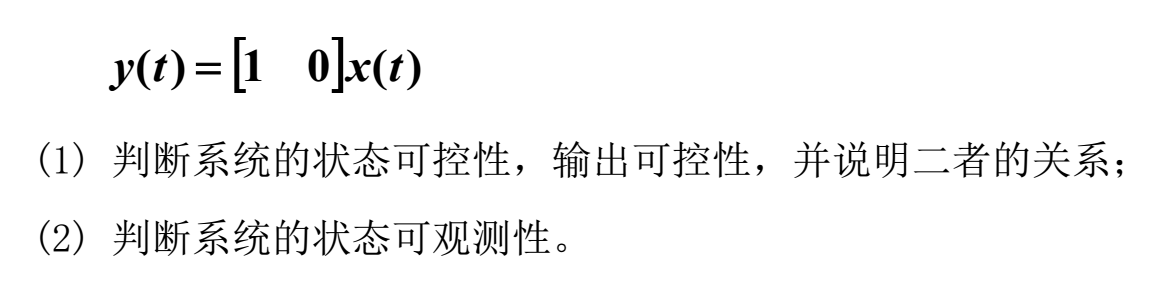 y(t)=[1 0]x(t)
(1) 判断系统的状态可控性，输出可控性，并说明二者的关系；
(2) 判断系统的状态可观测性。